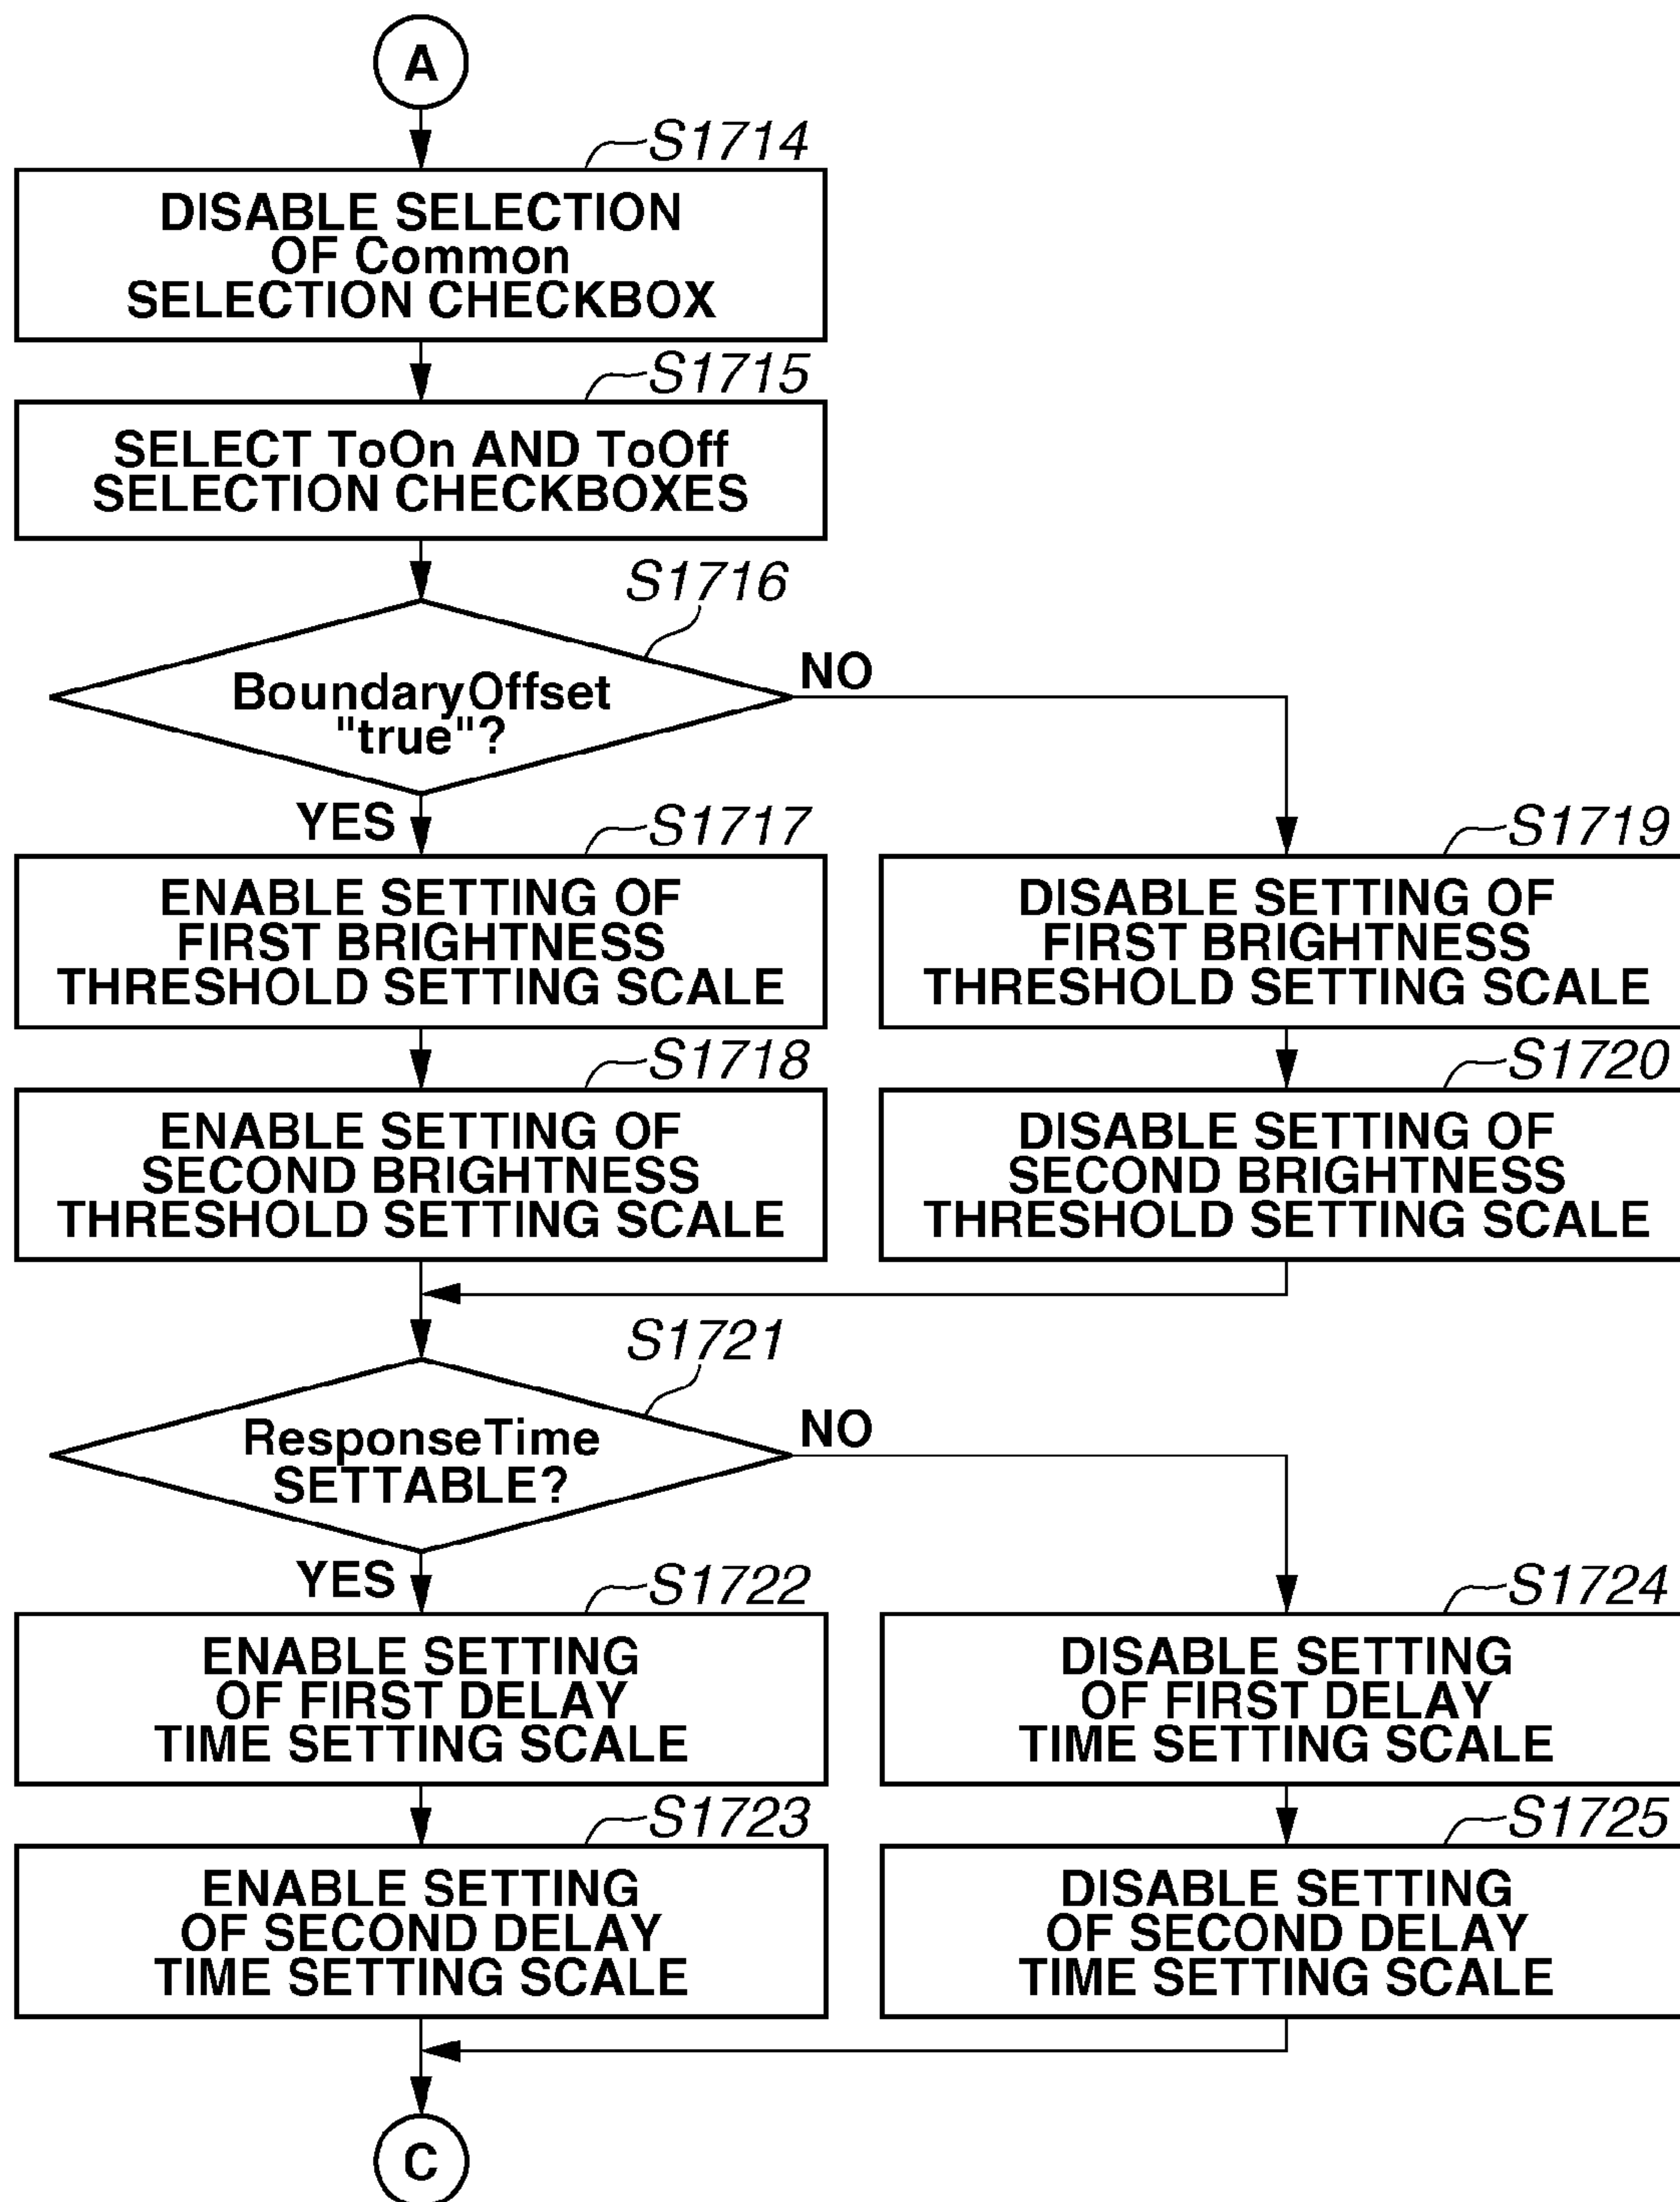 A
S1714
DISABLE SELECTION
OF Common
SELECTION CHECKBOX
S1715
SELECT ToOn AND ToOff
SELECTION CHECKBOXES
S1716
BoundaryOffset
"true"?
NO
YES
S1717
ENABLE SETTING OF
FIRST BRIGHTNESS
THRESHOLD SETTING SCALE
S1719
DISABLE SETTING OF
FIRST BRIGHTNESS
THRESHOLD SETTING SCALE
S1718
ENABLE SETTING OF
SECOND BRIGHTNESS
THRESHOLD SETTING SCALE
S1720
DISABLE SETTING OF
SECOND BRIGHTNESS
THRESHOLD SETTING SCALE
S1721
ResponseTime
SETTABLE?
NO
YES
S1722
ENABLE SETTING
OF FIRST DELAY
TIME SETTING SCALE
S1724
DISABLE SETTING
OF FIRST DELAY
TIME SETTING SCALE
S1723
ENABLE SETTING
OF SECOND DELAY
TIME SETTING SCALE
S1725
DISABLE SETTING
OF SECOND DELAY
TIME SETTING SCALE
C